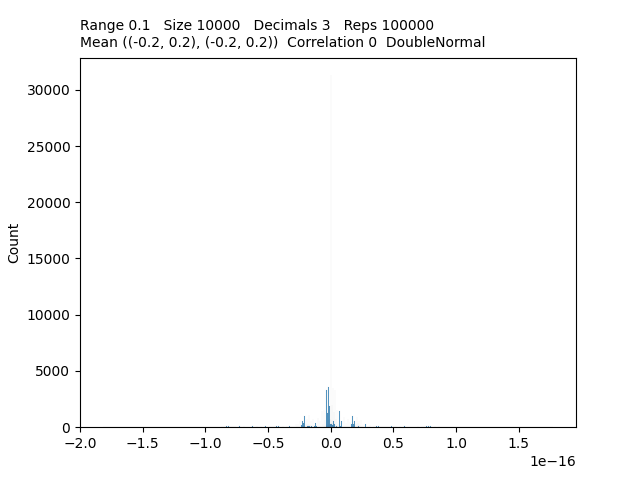 Range 0.1   Size 10000   Decimals 3   Reps 100000
Mean ((-0.2, 0.2), (-0.2, 0.2))  Correlation 0  DoubleNormal
30000
25000
20000
15000
10000
5000
0
Count
−2.0 −1.5 −1.0 −0.5 0.0 0.5 1.0 1.5
1e−16